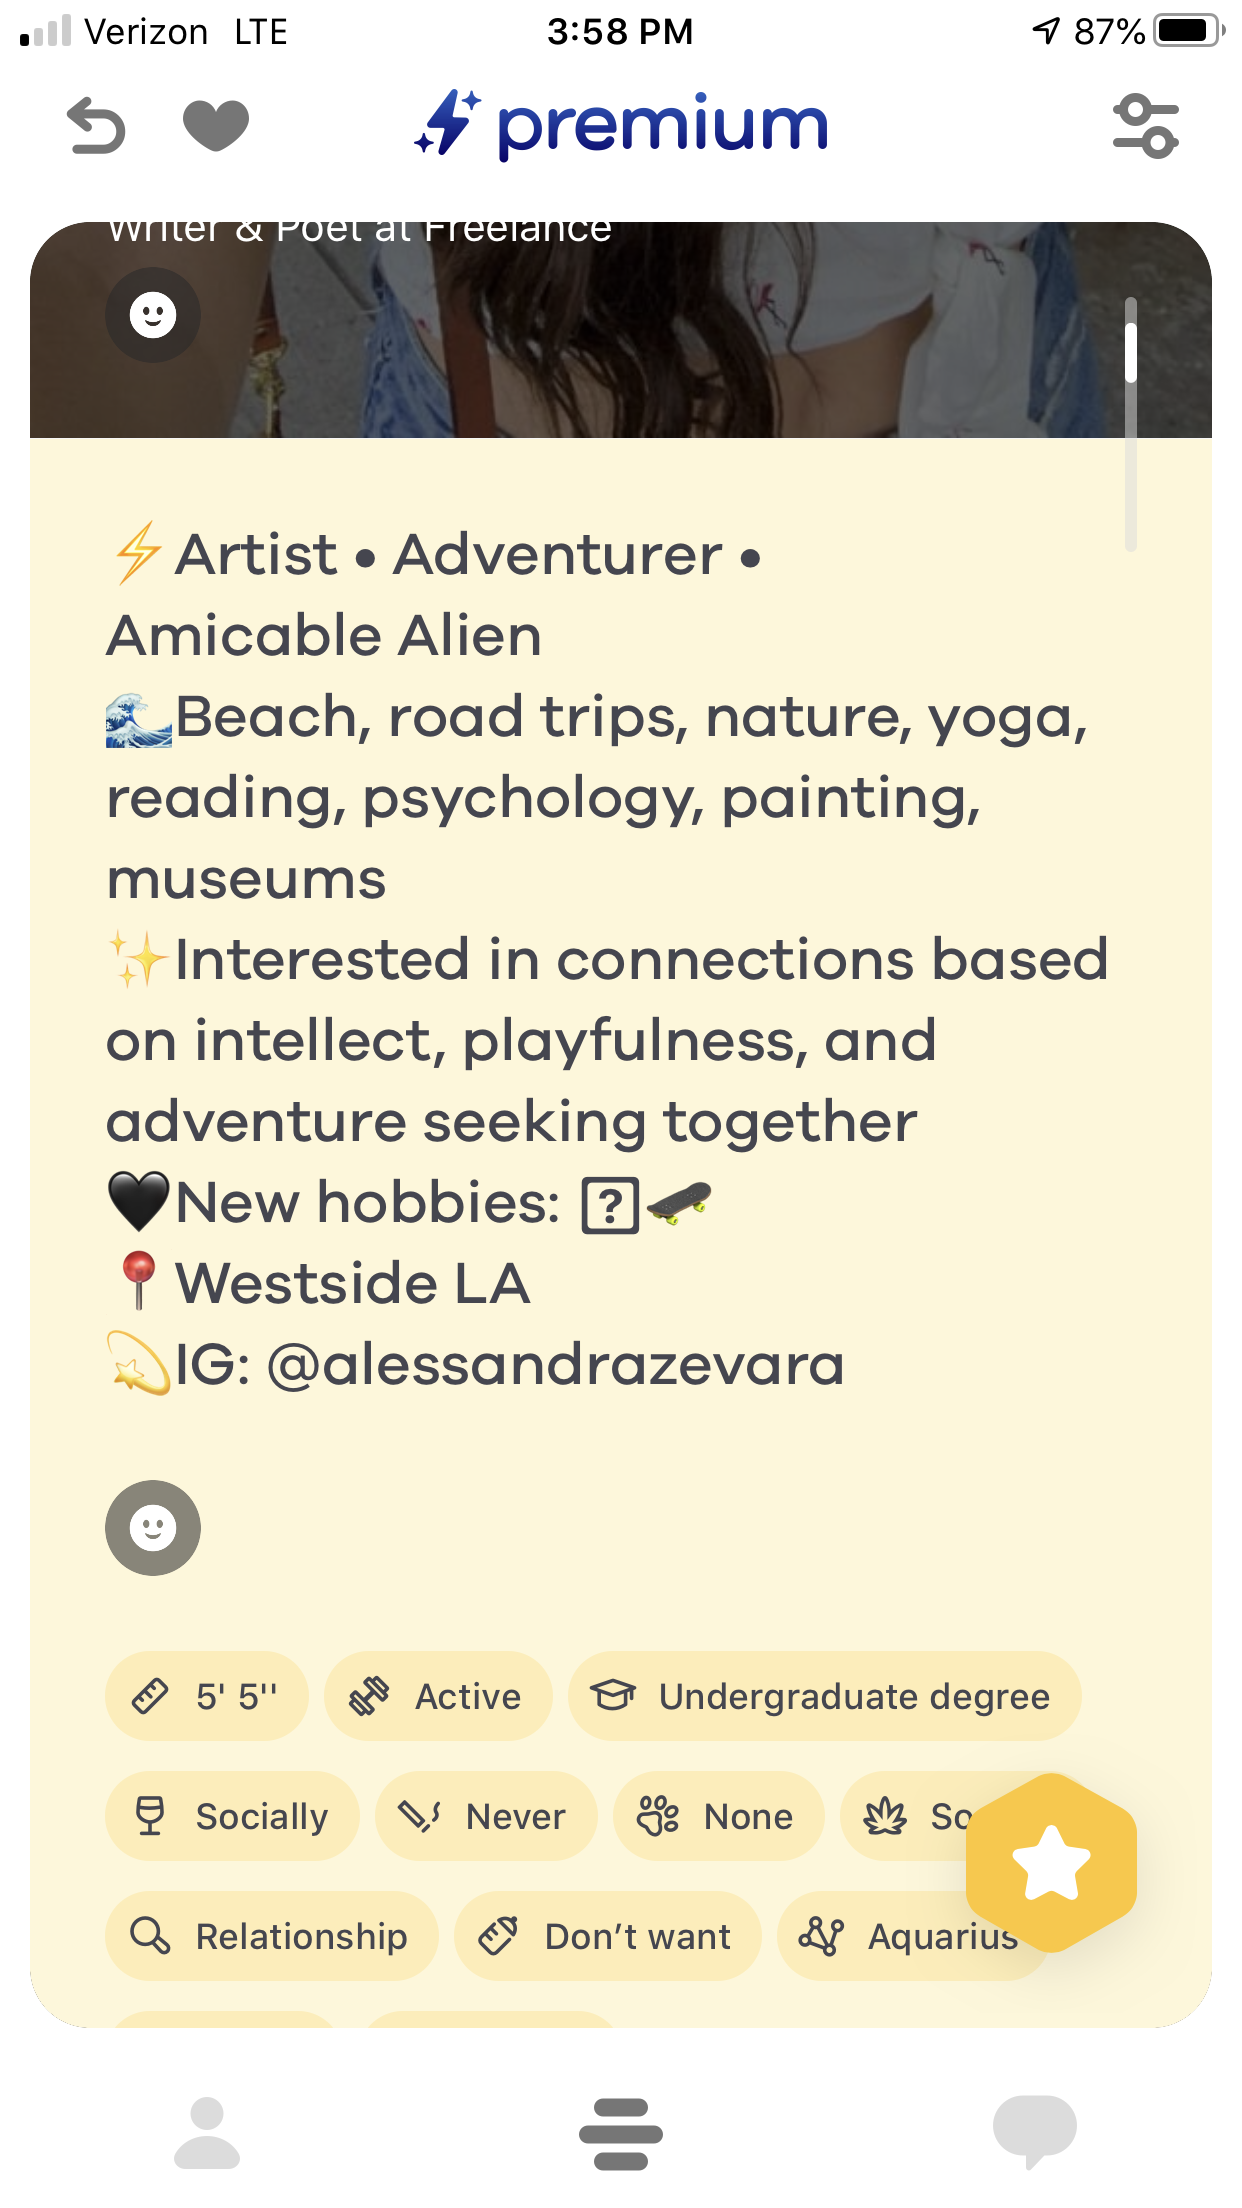 Verizon LTE 3:58 PM 87%
premium
Writer & Poet at Freelance
⚡Artist • Adventurer •
Amicable Alien
🌊Beach, road trips, nature, yoga,
reading, psychology, painting,
museums
✨Interested in connections based
on intellect, playfulness, and
adventure seeking together
🖤New hobbies: ⍰🛹
📍Westside LA
💫IG: @alessandrazevara
5' 5'' Active Undergraduate degree
Socially Never None
Relationship Don’t want Aquarius